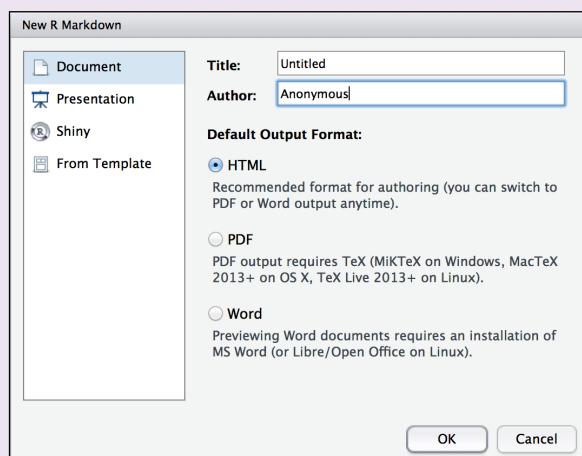 New R Markdown
Document
Presentation
R Shiny
From Template
Title: Untitled
Author: Anonymous
Default Output Format:
HTML
Recommended format for authoring (you can switch to
PDF or Word output anytime).
PDF
PDF output requires TeX (MiKTeX on Windows, MacTeX
2013+ on OS X, TeX Live 2013+ on Linux).
Word
Previewing Word documents requires an installation of
MS Word (or Libre/Open Office on Linux).
OK Cancel